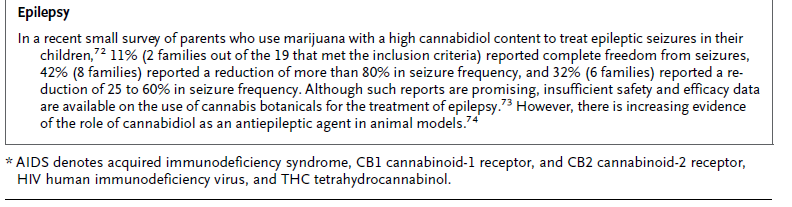 Epilepsy
In a recent small survey of parents who use marijuana with a high cannabidiol content to treat epileptic seizures in their
children,72 11% (2 families out of the 19 that met the inclusion criteria) reported complete freedom from seizures,
42% (8 families) reported a reduction of more than 80% in seizure frequency, and 32% (6 families) reported a re-
duction of 25 to 60% in seizure frequency. Although such reports are promising, insufficient safety and efficacy data
are available on the use of cannabis botanicals for the treatment of epilepsy.73 However, there is increasing evidence
of the role of cannabidiol as an antiepileptic agent in animal models.74
* AIDS denotes acquired immunodeficiency syndrome, CB1 cannabinoid-1 receptor, and CB2 cannabinoid-2 receptor,
HIV human immunodeficiency virus, and THC tetrahydrocannabinol.